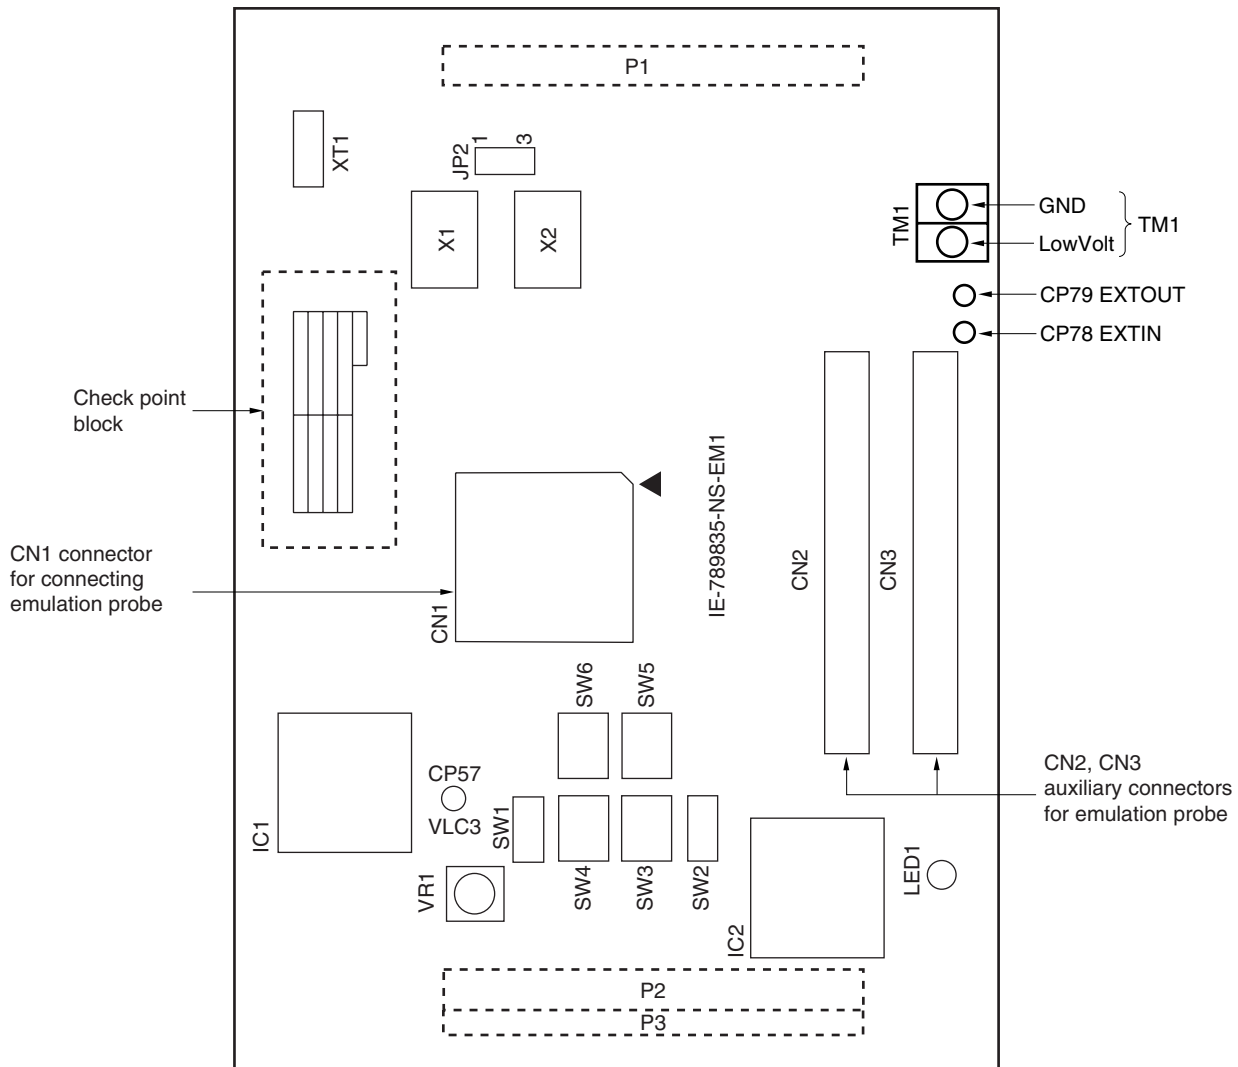 P1
XT1
JP2
1
3
X1
X2
TM1
GND
LowVolt
TM1
CP79 EXTOUT
CP78 EXTIN
Check point
block
IE-789835-NS-EM1
CN1 connector
for connecting
emulation probe
CN1
CN2
CN3
SW6
SW5
CN2, CN3
auxiliary connectors
for emulation probe
CP57
VLC3
IC1
SW1
SW4
SW3
SW2
VR1
LED1
IC2
P2
P3